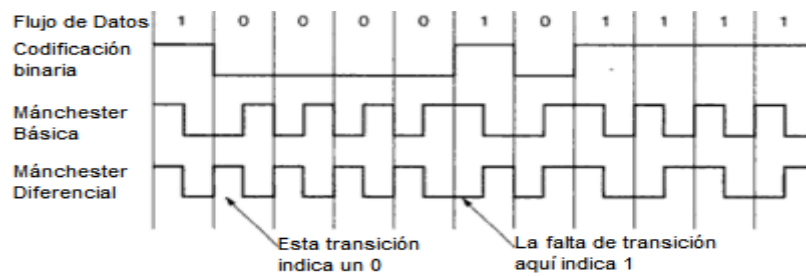 Flujo de Datos 1 0 0 0 0 1 0 1 1 1 1
Codificación
binaria
Mánchester
Básica
Mánchester
Diferencial
Esta transición
indica un 0
La falta de transición
aquí indica 1